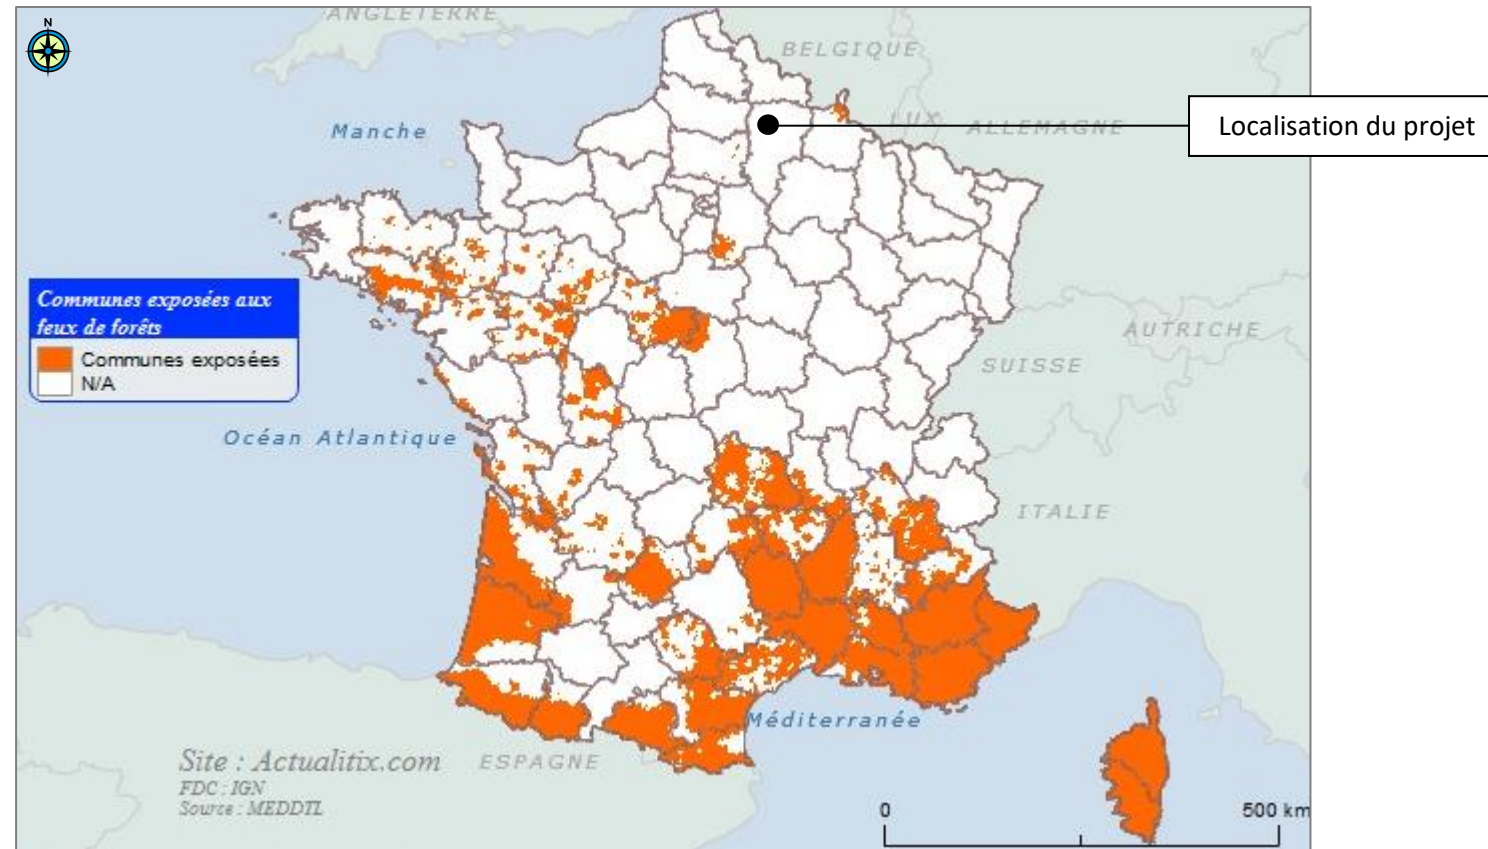 N
ANGLETERRE
BELGIQUE
LUX
ALLEMAGNE
Localisation du projet
Manche
Communes exposées aux
feux de forêts
Communes exposées
N/A
AUTRICHE
SUISSE
Océan Atlantique
ITALIE
Méditerranée
Site : Actualitix.com
FDC : IGN
Source : MEDDTL
ESPAGNE
0
500 km